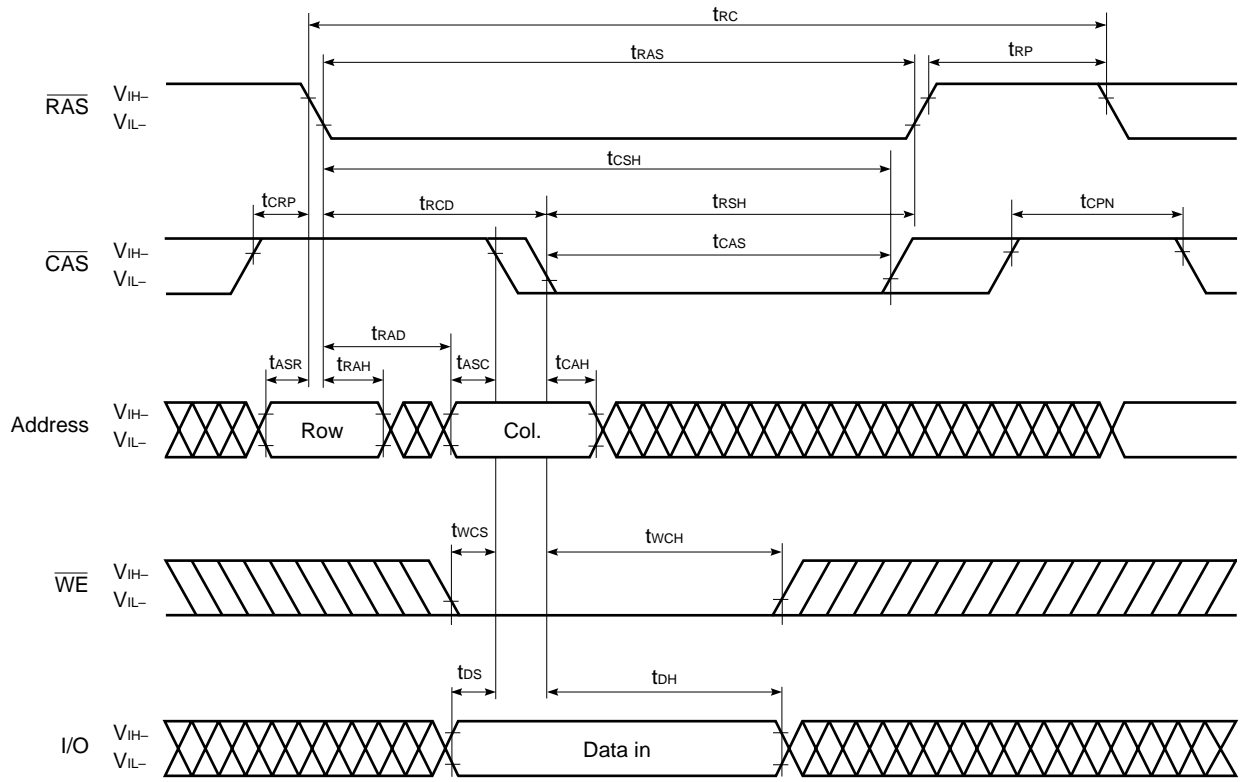 tRC
tRAS
tRP
RAS
VIH–
VIL–
tCSH
tCRP
tRCD
tRSH
tCPN
CAS
VIH–
VIL–
tCAS
tRAD
tASR
tRAH
tASC
tCAH
Address
VIH–
VIL–
Row
Col.
tWCS
tWCH
WE
VIH–
VIL–
tDS
tDH
I/O
VIH–
VIL–
Data in